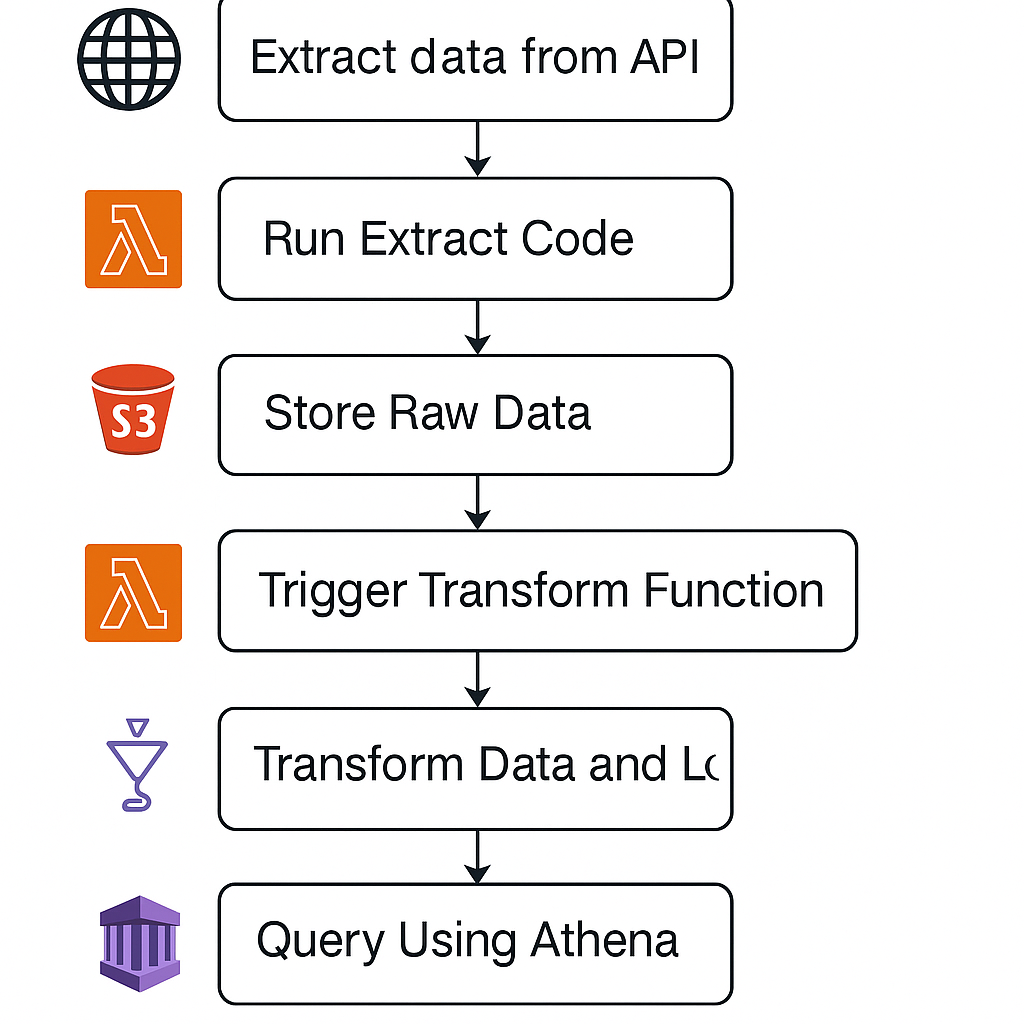 Extract data from API
Run Extract Code
S3
Store Raw Data
Trigger Transform Function
Transform Data and
Query Using Athena